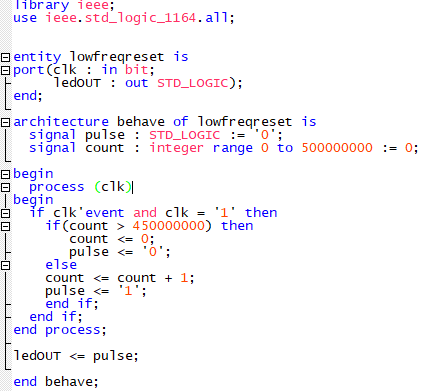 library ieee;
use ieee.std_logic_1164.all;
entity lowfreqreset is
port(clk : in bit;
ledOUT : out STD_LOGIC);
end;
architecture behave of lowfreqreset is
signal pulse : STD_LOGIC := '0';
signal count : integer range 0 to 500000000 := 0;
begin
process (clk)
begin
if clk'event and clk = '1' then
if(count > 450000000) then
count <= 0;
pulse <= '0';
else
count <= count + 1;
pulse <= '1';
end if;
end if;
end process;
ledOUT <= pulse;
end behave;